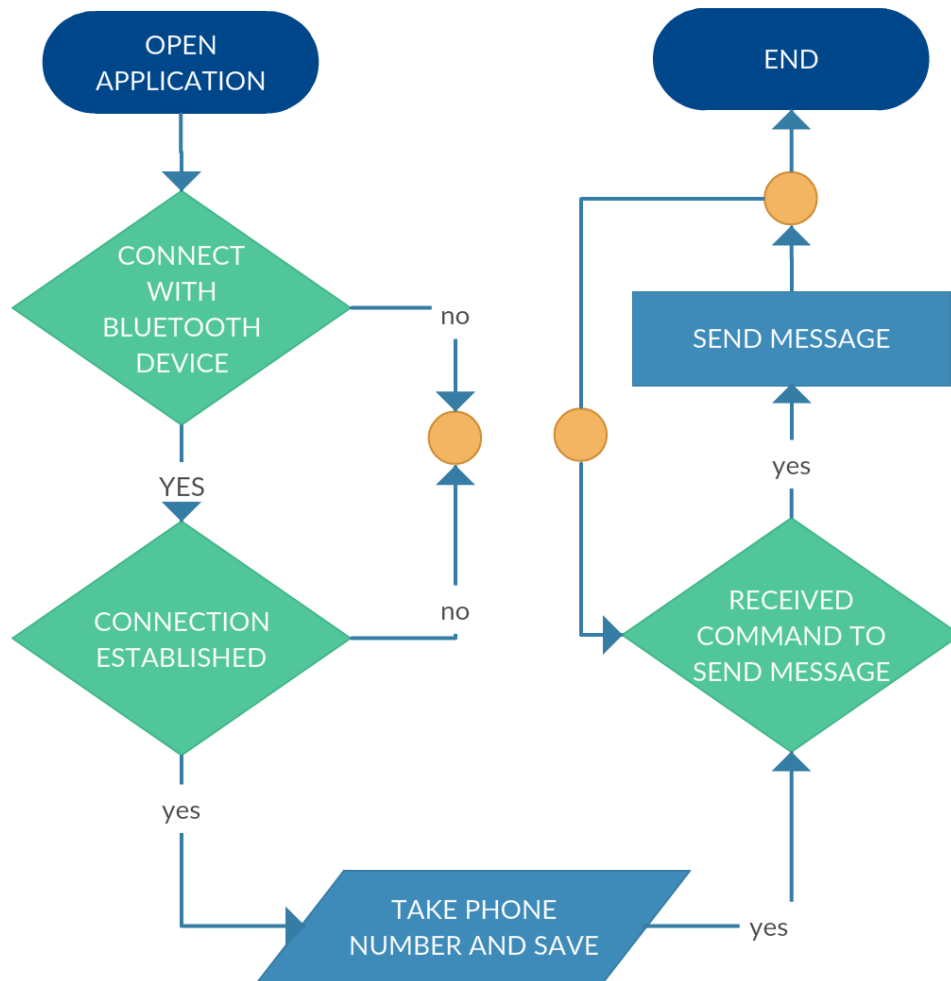 OPEN
APPLICATION
CONNECT
WITH
BLUETOOTH
DEVICE
no
YES
CONNECTION
ESTABLISHED
no
yes
TAKE PHONE
NUMBER AND SAVE
yes
RECEIVED
COMMAND TO
SEND MESSAGE
yes
SEND MESSAGE
END